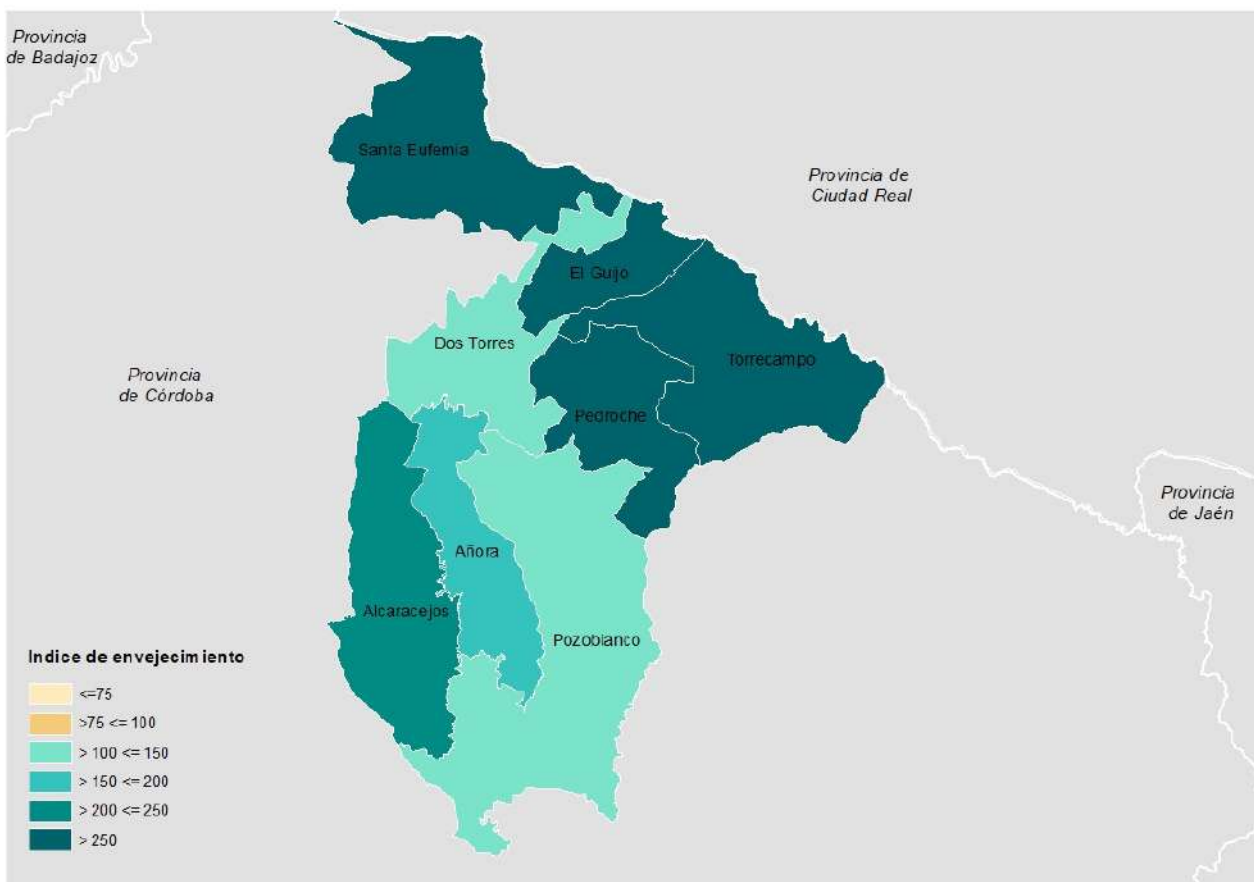 Provincia
de Badajoz
Santa Eufemia
Provincia de
Ciudad Real
El Guijo
Dos Torres
Torrecampo
Provincia
de Córdoba
Pedroche
Provincia
de Jaén
Añora
Alcaracejos
Pozoblanco
Indice de envejecimiento
<=75
>75 <= 100
> 100 <= 150
> 150 <= 200
> 200 <= 250
> 250